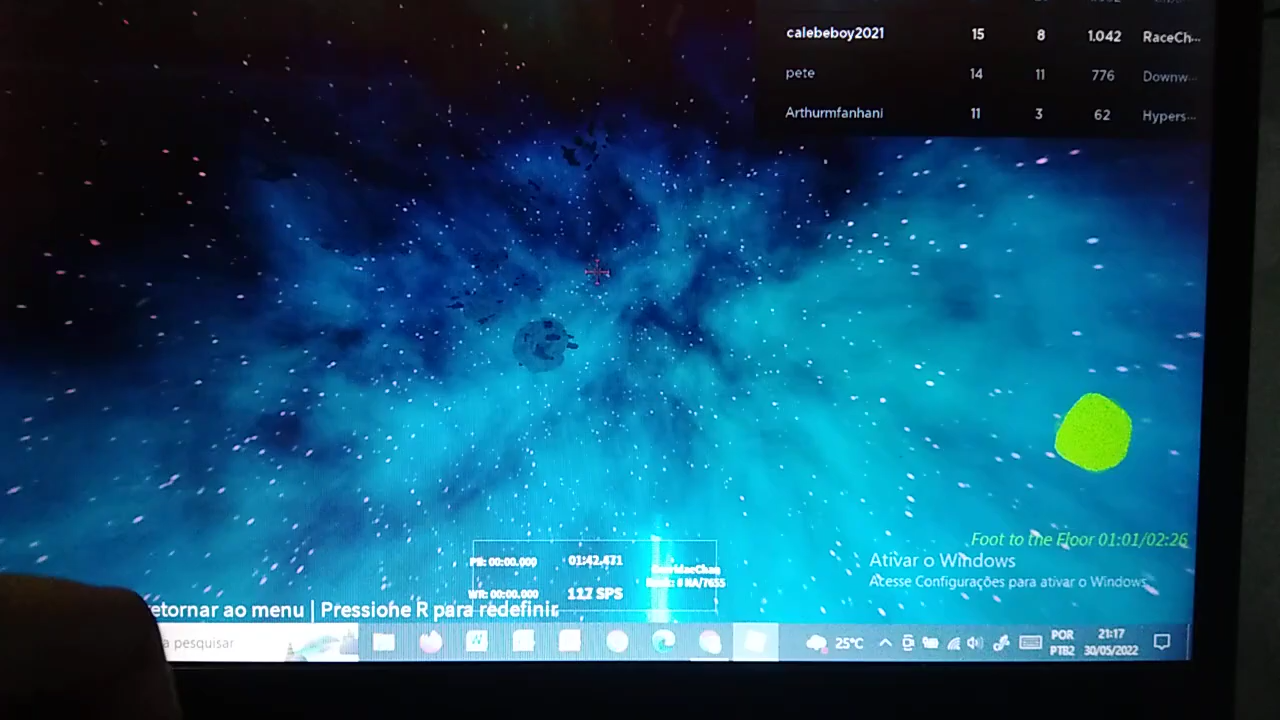 calebeboy2021 15 8 1.042 RaceCh...
pete 14 11 776 Downw...
Arthurmfanhani 11 3 62 Hypers...
Foot to the Floor 01:01/02:26
Ativar o Windows
Acesse Configurações para ativar o Windows.
PB: 00:00.000 01:42.471
# NA/7655
WR: 00:00.000 117 SPS
etornar ao menu | Pressione R para redefinir
a pesquisar
25°C
POR
PTB2
21:17
30/05/2022